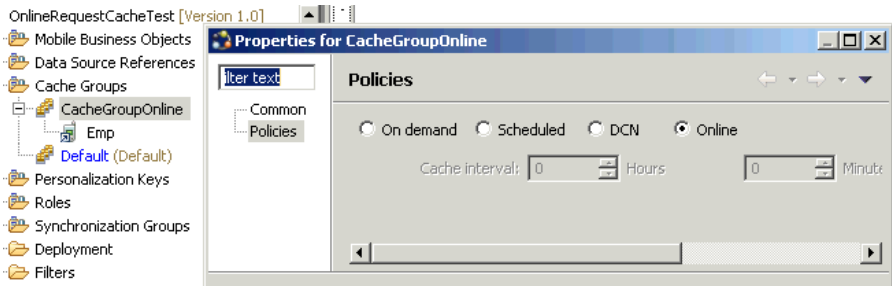 OnlineRequestCacheTest [Version 1.0]
Mobile Business Objects
Data Source References
Cache Groups
CacheGroupOnline
Emp
Default (Default)
Personalization Keys
Roles
Synchronization Groups
Deployment
Filters
Properties for CacheGroupOnline
ilter text
Common
Policies
Policies
On demand Scheduled DCN Online
Cache interval: 0 Hours 0 Minute